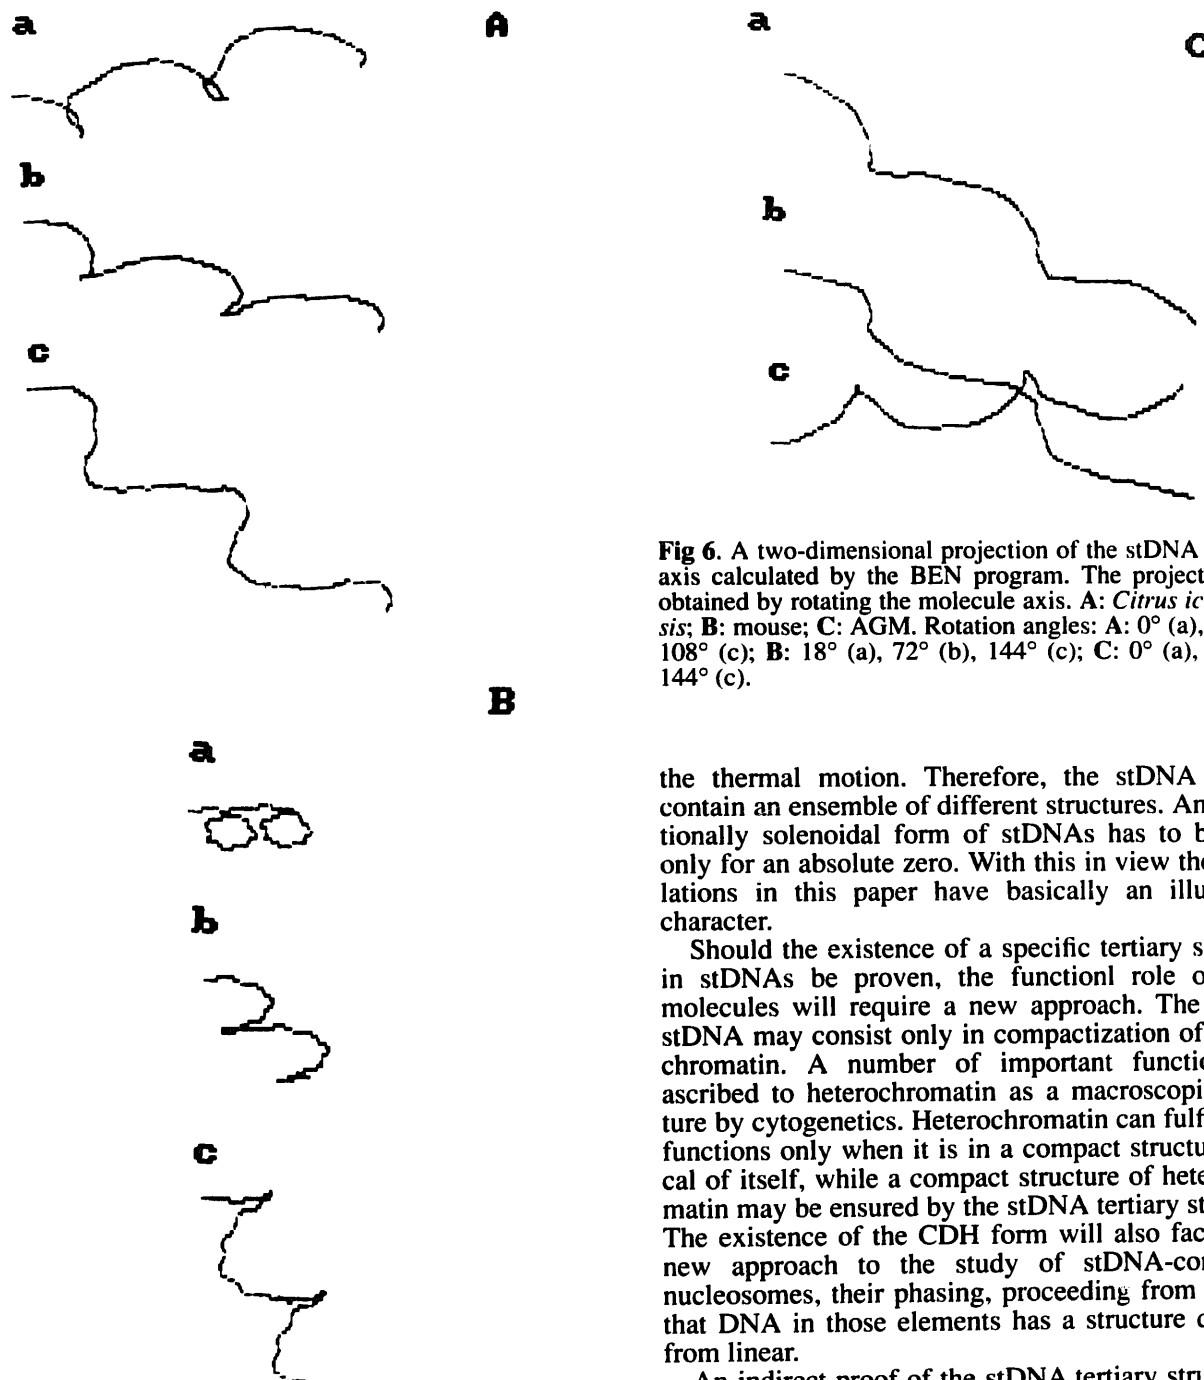 a
A
b
c
B
a
b
c
a
C
b
c
Fig 6. A two-dimensional projection of the stDNA
axis calculated by the BEN program. The project
obtained by rotating the molecule axis. A: Citrus ic
sis; B: mouse; C: AGM. Rotation angles: A: 0° (a),
108° (c); B: 18° (a), 72° (b), 144° (c); C: 0° (a),
144° (c).
the thermal motion. Therefore, the stDNA
contain an ensemble of different structures. An
tionally solenoidal form of stDNAs has to b
only for an absolute zero. With this in view the
lations in this paper have basically an illu
character.
Should the existence of a specific tertiary s
in stDNAs be proven, the functionl role o
molecules will require a new approach. The
stDNA may consist only in compactization of
chromatin. A number of important functio
ascribed to heterochromatin as a macroscopi
ture by cytogenetics. Heterochromatin can fulf
functions only when it is in a compact structu
cal of itself, while a compact structure of hete
matin may be ensured by the stDNA tertiary st
The existence of the CDH form will also fac
new approach to the study of stDNA-con
nucleosomes, their phasing, proceeding from
that DNA in those elements has a structure d
from linear.
An indirect proof of the stDNA tertiary stru